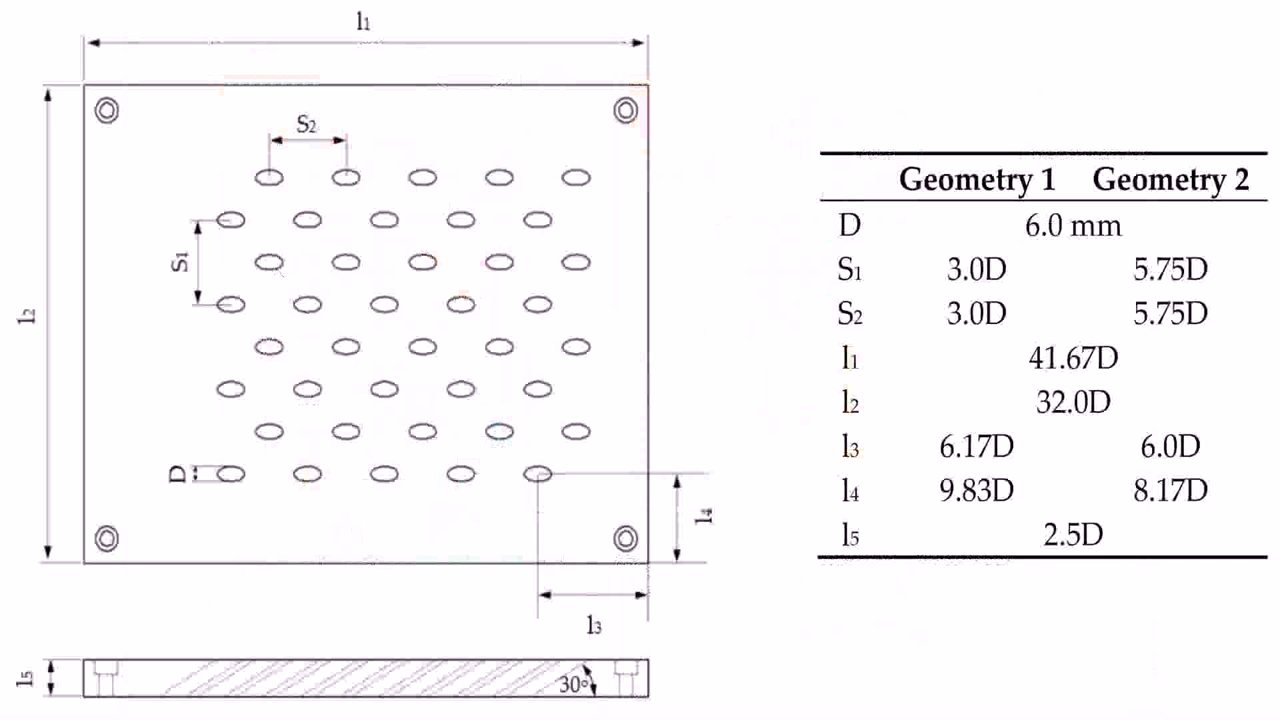 l₁
S₂
S₁
l₂
D
l₄
l₃
l₅
30°
Geometry 1 Geometry 2
D 6.0 mm
S₁ 3.0D 5.75D
S₂ 3.0D 5.75D
l₁ 41.67D
l₂ 32.0D
l₃ 6.17D 6.0D
l₄ 9.83D 8.17D
l₅ 2.5D